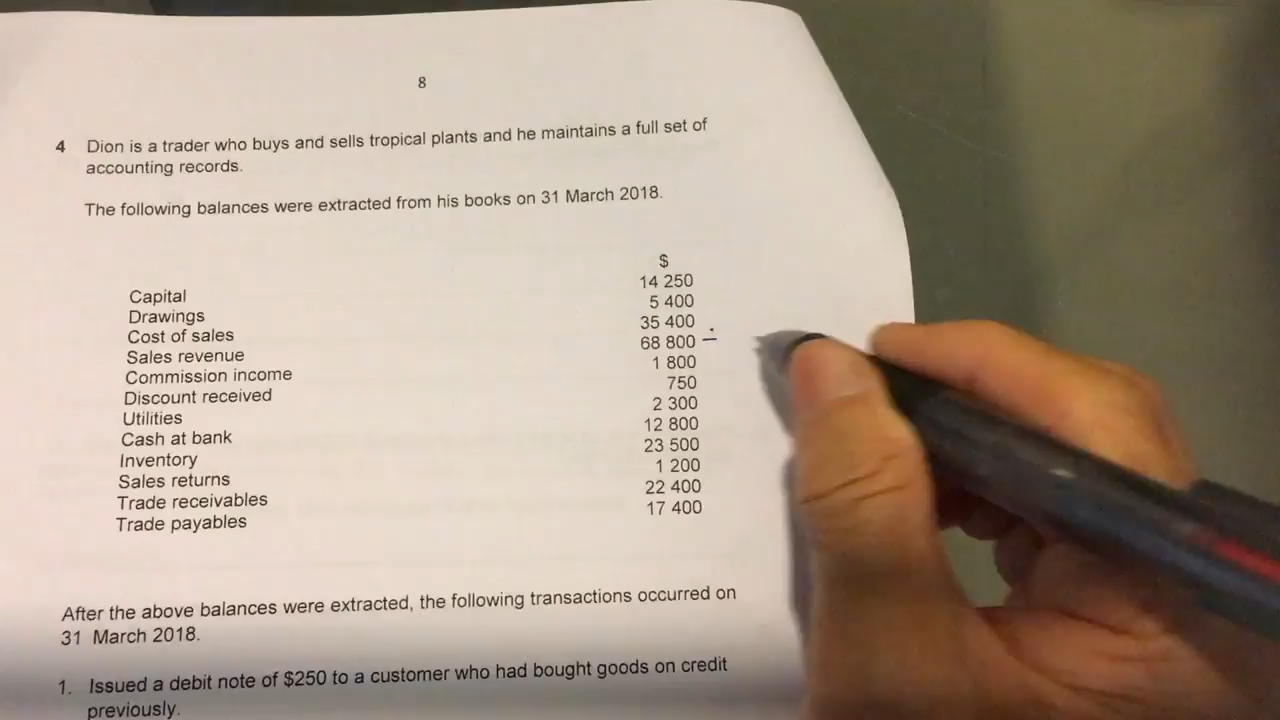 8
4 Dion is a trader who buys and sells tropical plants and he maintains a full set of
accounting records.
The following balances were extracted from his books on 31 March 2018.
$
Capital 14 250
Drawings 5 400
Cost of sales 35 400
Sales revenue 68 800
Commission income 1 800
Discount received 750
Utilities 2 300
Cash at bank 12 800
Inventory 23 500
Sales returns 1 200
Trade receivables 22 400
Trade payables 17 400
After the above balances were extracted, the following transactions occurred on
31 March 2018.
1. Issued a debit note of $250 to a customer who had bought goods on credit
previously.